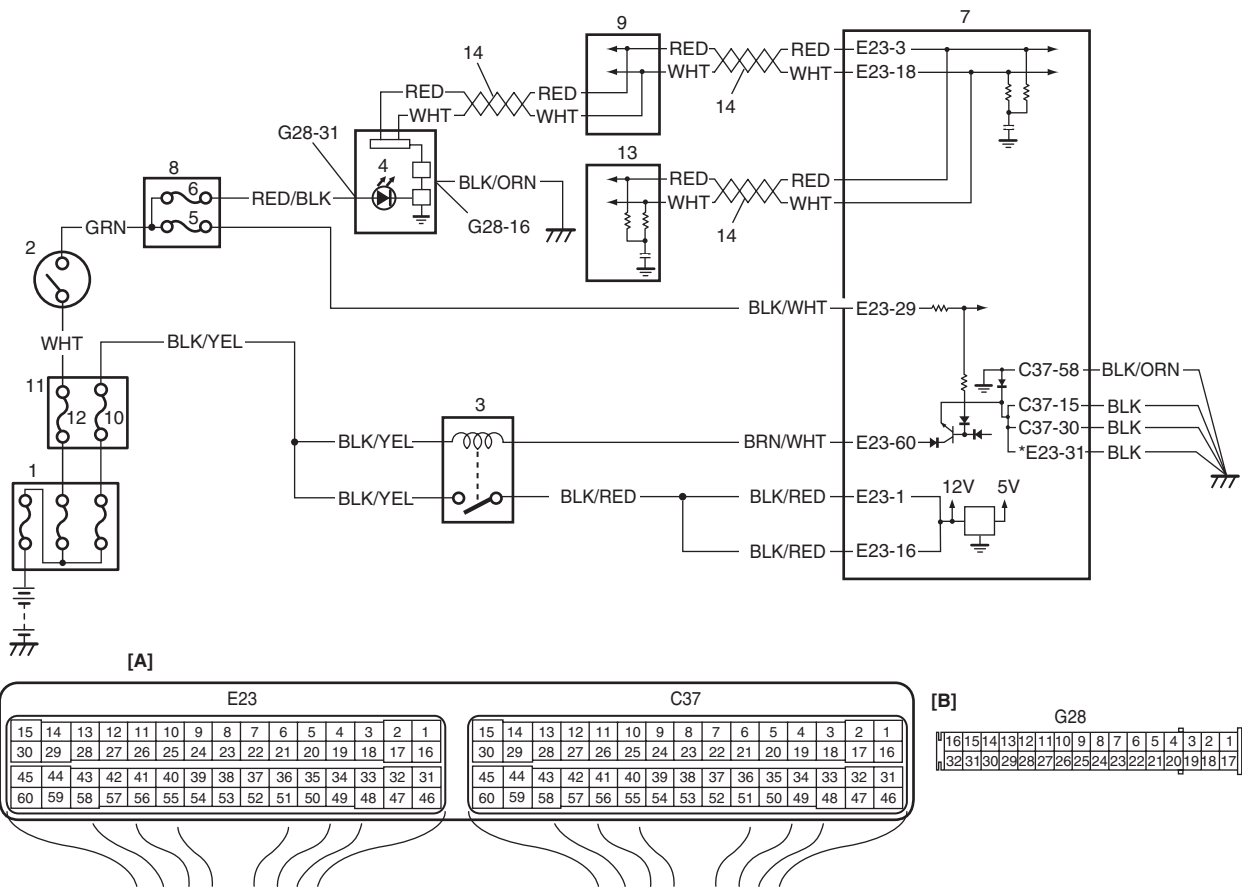 7
9
RED RED E23-3
WHT WHT E23-18
14
14
RED RED
WHT WHT
G28-31
13
8
4
6
RED/BLK
BLK/ORN
RED RED
WHT WHT
5
G28-16
14
GRN
2
BLK/WHT E23-29
WHT
BLK/YEL
C37-58 BLK/ORN
11
12
10
3
C37-15 BLK
C37-30 BLK
*E23-31 BLK
BLK/YEL
BRN/WHT E23-60
1
12V 5V
BLK/YEL
BLK/RED
BLK/RED E23-1
BLK/RED E23-16
[A]
E23
C37
[B]
G28
15 14 13 12 11 10 9 8 7 6 5 4 3 2 1
30 29 28 27 26 25 24 23 22 21 20 19 18 17 16
45 44 43 42 41 40 39 38 37 36 35 34 33 32 31
60 59 58 57 56 55 54 53 52 51 50 49 48 47 46
15 14 13 12 11 10 9 8 7 6 5 4 3 2 1
30 29 28 27 26 25 24 23 22 21 20 19 18 17 16
45 44 43 42 41 40 39 38 37 36 35 34 33 32 31
60 59 58 57 56 55 54 53 52 51 50 49 48 47 46
16 15 14 13 12 11 10 9 8 7 6 5 4 3 2 1
32 31 30 29 28 27 26 25 24 23 22 21 20 19 18 17